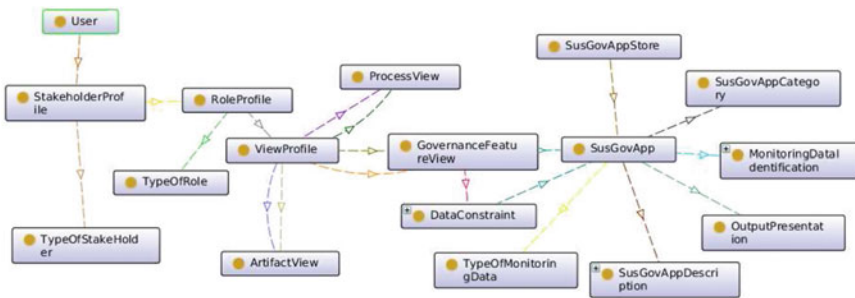 User
SusGovAppStore
ProcessView
SusGovAppCatego
ry
StakeholderProf
ile
RoleProfile
ViewProfile
GovernanceFeatu
reView
SusGovApp
MonitoringDataI
dentification
TypeOfRole
DataConstraint
OutputPresentat
ion
TypeOfStakeHold
er
ArtifactView
TypeOfMonitorin
gData
SusGovAppDescri
ption